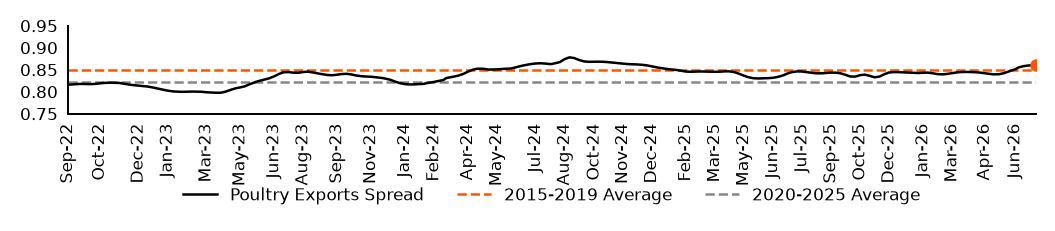 0.95
0.90
0.85
0.80
0.75
Sep-22 Oct-22 Dec-22 Jan-23 Mar-23 May-23 Jun-23 Aug-23 Sep-23 Nov-23 Jan-24 Feb-24 Apr-24 May-24 Jul-24 Aug-24 Oct-24 Nov-24 Dec-24 Feb-25 Mar-25 May-25 Jun-25 Jul-25 Sep-25 Oct-25 Dec-25 Jan-26 Mar-26 Apr-26 Jun-26
Poultry Exports Spread 2015-2019 Average 2020-2025 Average